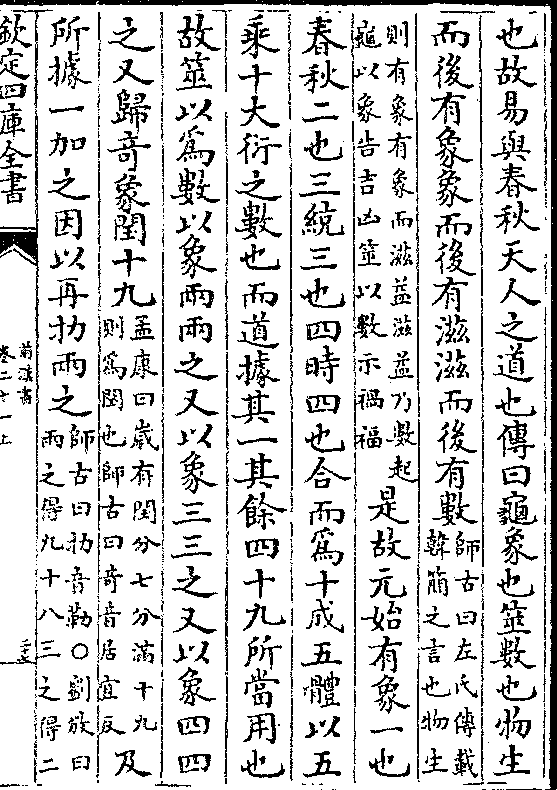 也故易與春秋天人之道也傳曰龜象也筮數也物生
而後有象象而後有滋滋而後有數師古曰左氏傳載
韓簡之言也物生
則有象有象而滋益滋益乃數起
龜以象告吉凶筮以數示禍福是故元始有象一也
春秋二也三統三也四時四也合而為十成五體以五
乘十大衍之數也而道據其一其餘四十九所當用也
故筮以為數以象兩兩之又以象三三之又以象四四
之又歸奇象閏十九孟康曰歲有閏分七分滿十九
則為閏也師古曰奇音居宜反及
所據一加之因以再扐兩之師古曰扐音勒〇劉攽曰
兩之得九十八三之得二
欽定四庫全書
前漢書
卷二十一上